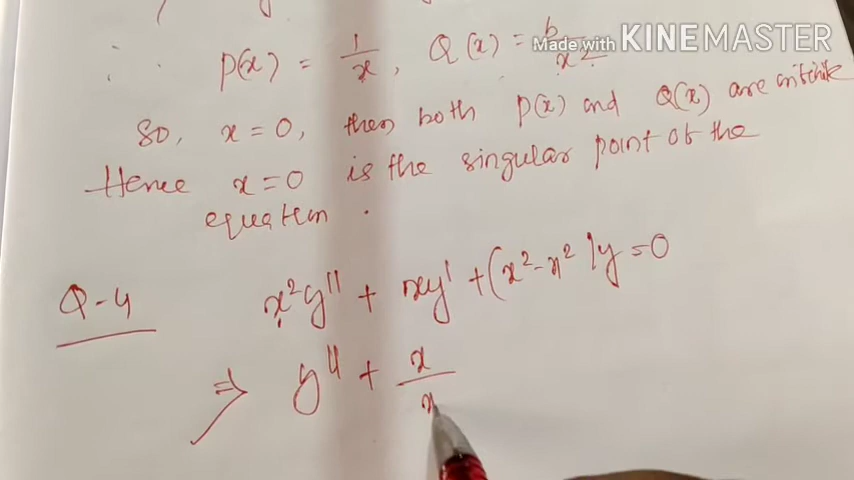 ∴ P(x) = 1/x, Q(x) = b/x²
Made with KINEMASTER
So, x = 0, then both P(x) and Q(x) are
Hence x = 0 is the singular point of the
equation.
Q-4 x²y'' + xy' + (x² - n²)y = 0
⇒ y'' + x/x